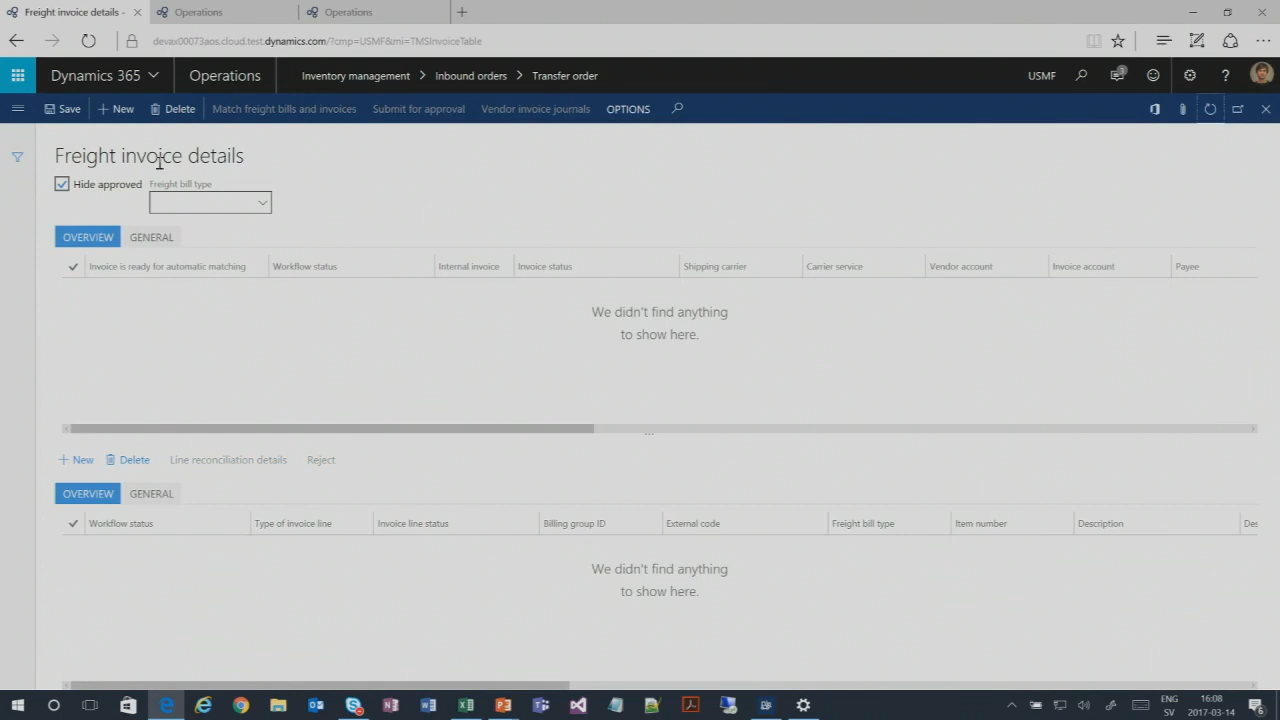 Freight invoice details -
Operations
Operations
devax00073aos.cloud.test.dynamics.com/?cmp=USMF&mi=TMSInvoiceTable
Dynamics 365
Operations
Inventory management > Inbound orders > Transfer order
USMF
3
?
Save
New
Delete
Match freight bills and invoices
Submit for approval
Vendor invoice journals
OPTIONS
Freight invoice details
Hide approved
Freight bill type
OVERVIEW
GENERAL
Invoice is ready for automatic matching
Workflow status
Internal invoice
Invoice status
Shipping carrier
Carrier service
Vendor account
Invoice account
Payee
We didn't find anything
to show here.
...
New
Delete
Line reconciliation details
Reject
OVERVIEW
GENERAL
Workflow status
Type of invoice line
Invoice line status
Billing group ID
External code
Freight bill type
Item number
Description
Des
We didn't find anything
to show here.
ENG
SV
16:08
2017-03-14
6